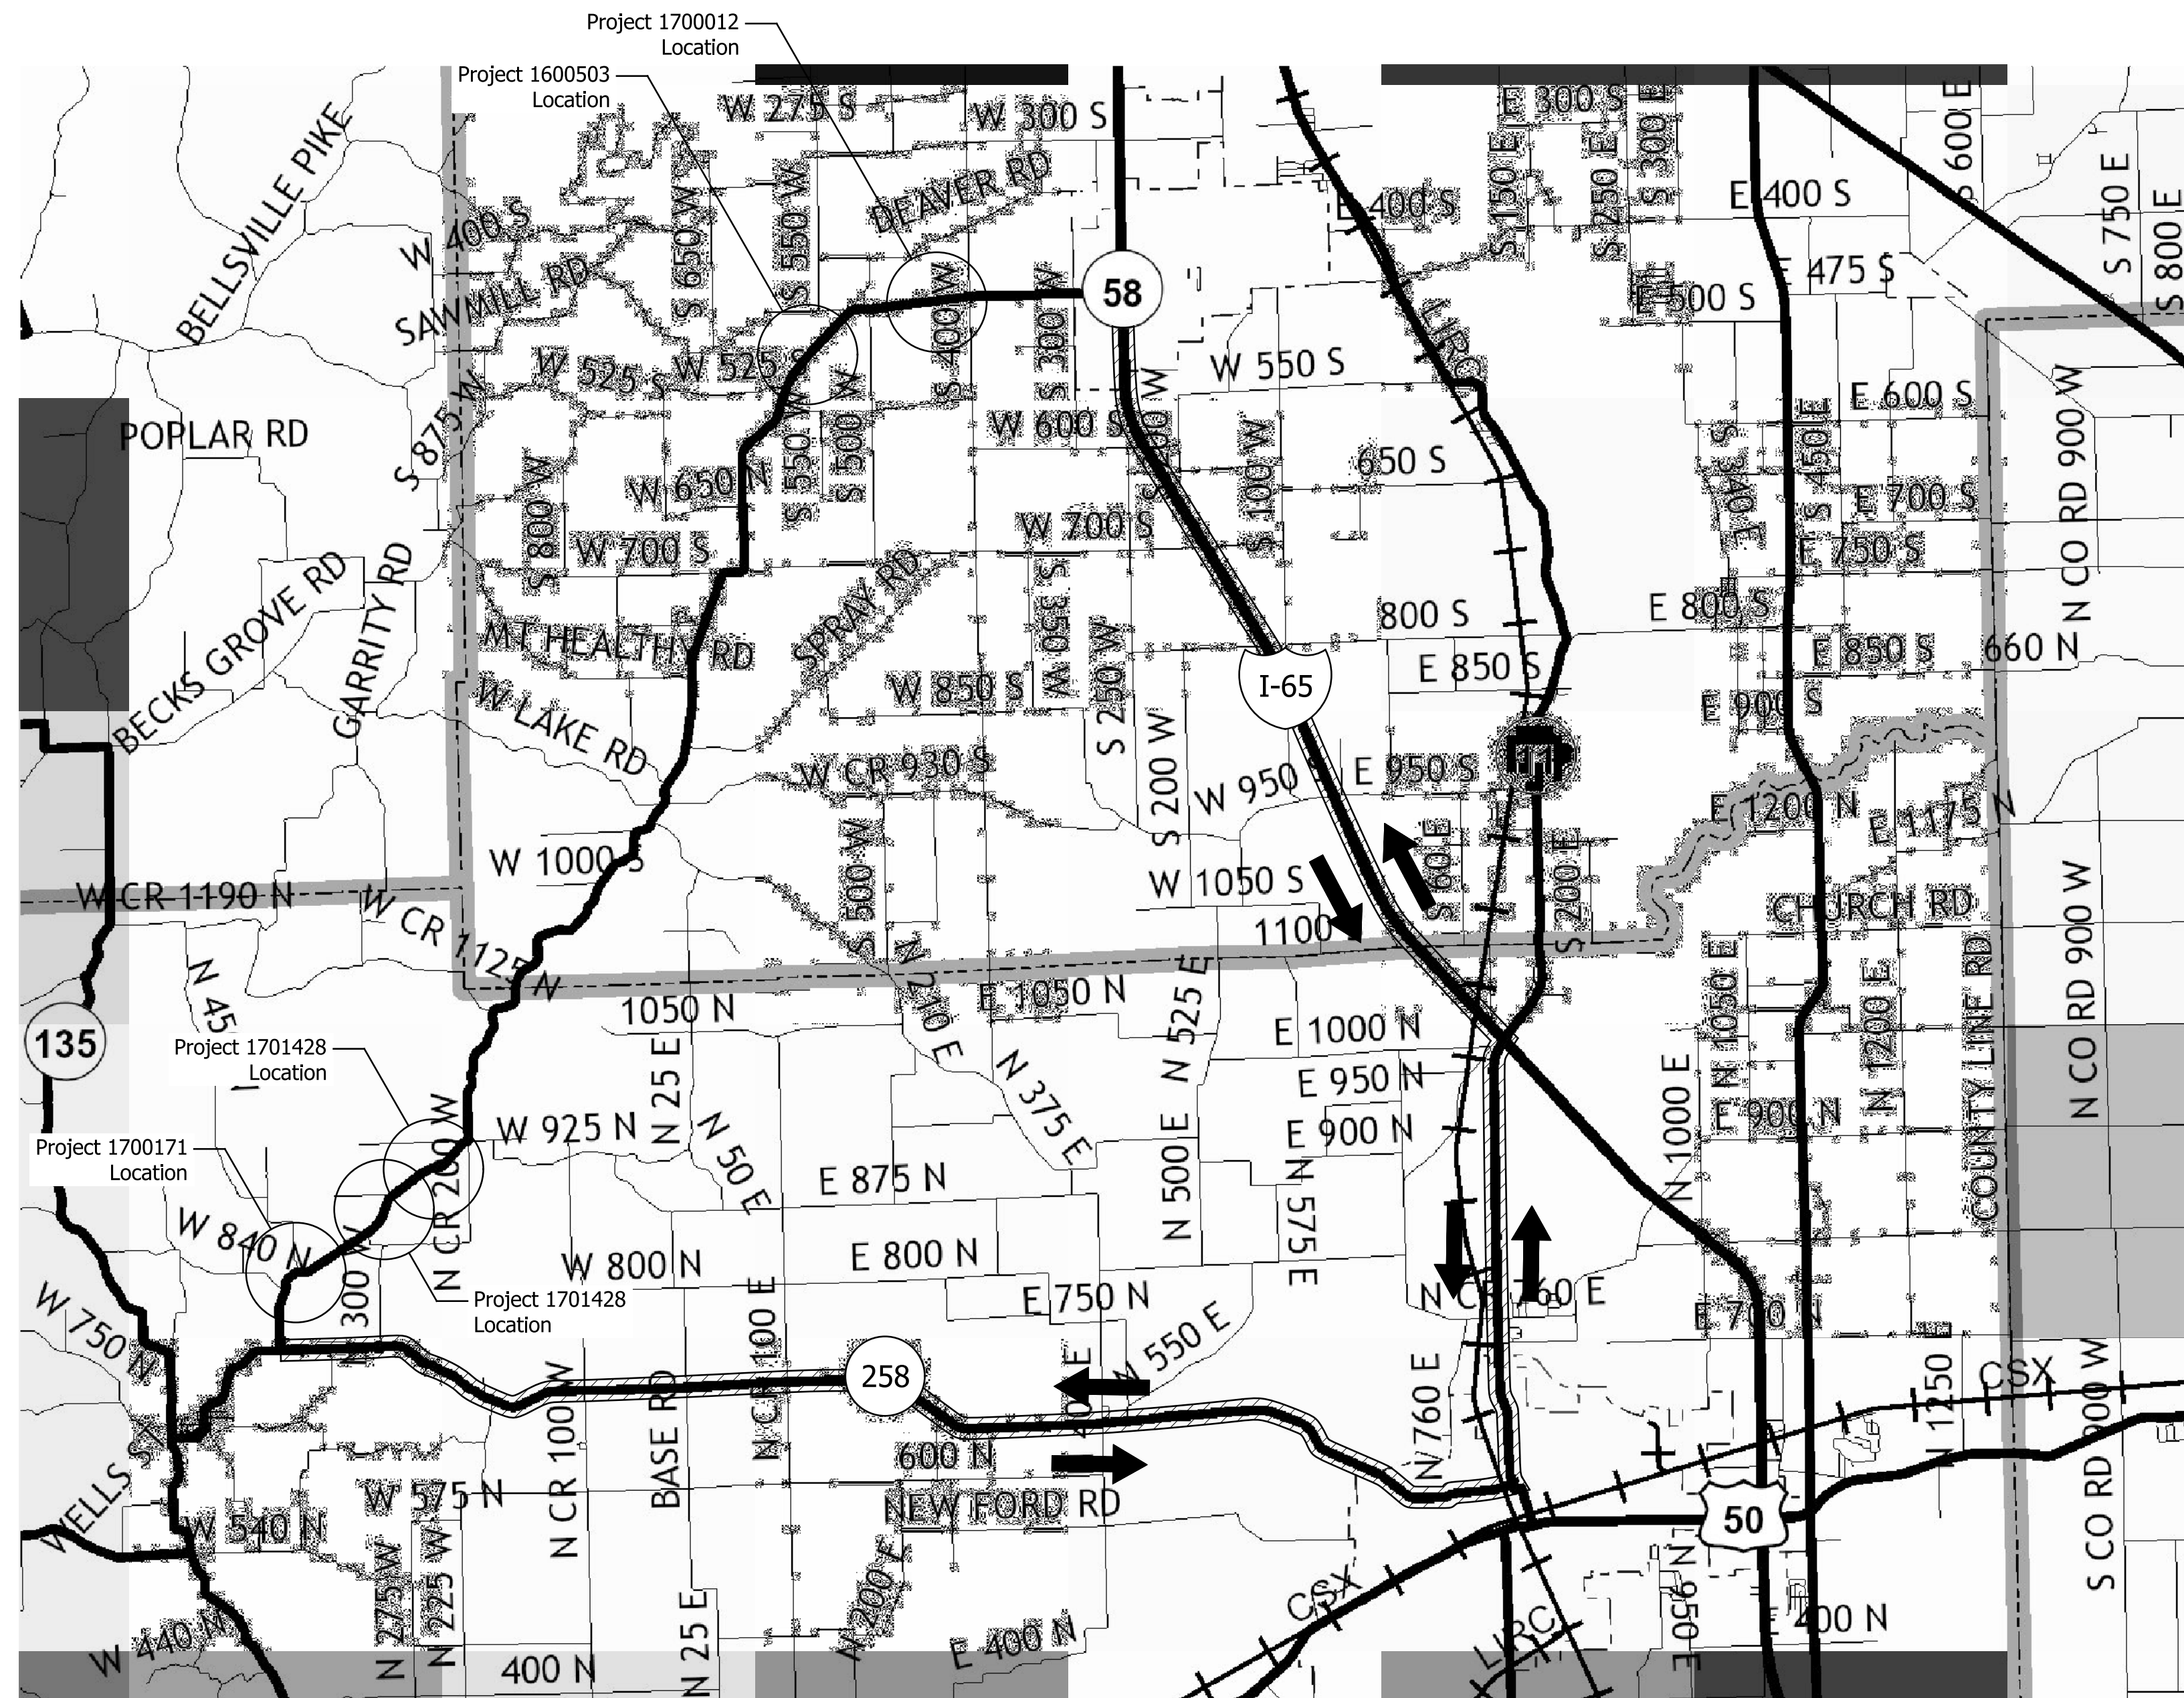 Project 1700012
Location
Project 1600503
Location
W 275 S
W 300 S
E 300 S
S 300 E
S 600 E
BELLSVILLE PIKE
S 650 W
S 550 W
DEAVER RD
E 400 S
S 150 E
S 250 E
E 400 S
S 750 E
S 800 E
W 400 S
SAWMILL RD
S 400 W
S 300 W
58
E 475 S
E 500 S
LIRC
W 525 S
W 525 S
W 550 S
S 875 W
E 600 S
POPLAR RD
W 600 S
S 550 W
S 500 W
S 100 W
650 S
S 340 E
S 450 E
N CO RD 900 W
W 650 N
E 700 S
S 800 W
W 700 S
W 700 S
E 750 S
BECKS GROVE RD
GARRITY RD
SPRAY RD
S 350 W
800 S
E 800 S
MT HEALTHY RD
S 250 W
E 850 S
E 850 S
660 N
W LAKE RD
W 850 S
I-65
E 900 S
S 200 W
W CR 930 S
W 950 S
E 950 S
E 1200 N
E 1175 N
W 1000 S
S 500 W
W 1050 S
S 60 E
S 200 E
W CR 1190 N
W CR 1125 N
1100
CHURCH RD
N CO RD 900 W
N 45
1050 N
N 210 E
E 1050 N
N 525 E
E 1000 N
N 1050 E
N 1200 E
COUNTY LINE RD
135
Project 1701428
Location
N 25 E
N 375 E
E 950 N
N 1000 E
E 900 N
Project 1700171
Location
N CR 200 W
W 925 N
N 50 E
E 875 N
N 500 E
E 900 N
N 575 E
W 840 N
300 W
W 800 N
E 800 N
Project 1701428
Location
E 750 N
N CR 760 E
E 700 N
W 750 N
N CR 100 E
258
N 550 E
N 760 E
N 1250 E
CSX
WELLS
N CR 100 W
BASE RD
600 N
W 575 N
NEW FORD RD
50
S CO RD 900 W
W 540 N
N 275 W
N 225 W
N 25 E
N 200 E
CSX
LIRC
N 950 E
E 400 N
W 440 N
400 N
E 400 N